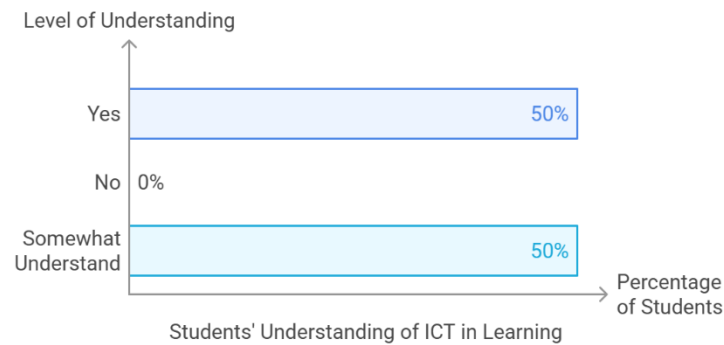 Level of Understanding
Yes
50%
No
0%
Somewhat
Understand
50%
Percentage
of Students
Students' Understanding of ICT in Learning